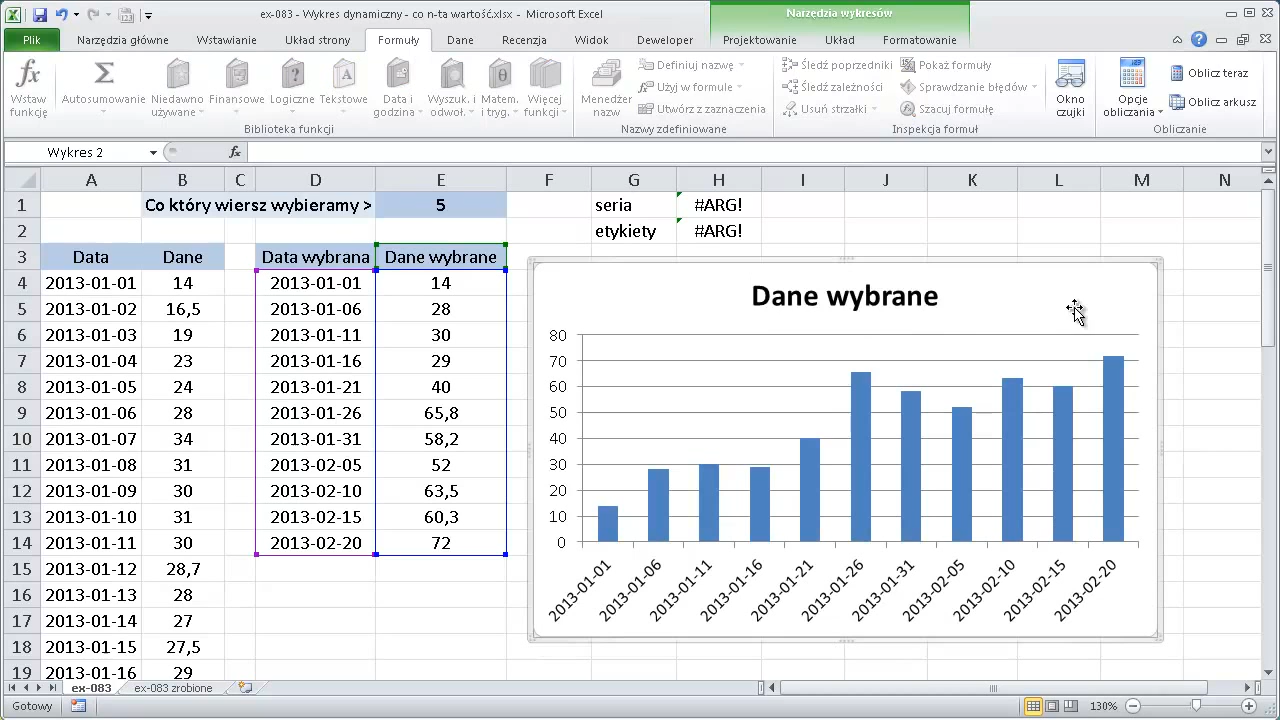 ex-083 - Wykres dynamiczny - co n-ta wartość.xlsx - Microsoft Excel
Narzędzia wykresów
Plik Narzędzia główne Wstawianie Układ strony Formuły Dane Recenzja Widok Deweloper Projektowanie Układ Formatowanie
Wstaw funkcję
Autosumowanie
Niedawno używane
Finansowe
Logiczne
Tekstowe
Data i godzina
Wyszuk. i odwoł.
Matem. i tryg.
Więcej funkcji
Biblioteka funkcji
Menedżer nazw
Definiuj nazwę
Użyj w formule
Utwórz z zaznaczenia
Nazwy zdefiniowane
Śledź poprzedniki
Śledź zależności
Usuń strzałki
Pokaż formuły
Sprawdzanie błędów
Szacuj formułę
Inspekcja formuł
Okno czujki
Opcje obliczania
Oblicz teraz
Oblicz arkusz
Obliczanie
Wykres 2 fx
A B C D E F G H I J K L M N
1 Co który wiersz wybieramy > 5 seria #ARG!
2 etykiety #ARG!
3 Data Dane Data wybrana Dane wybrane
4 2013-01-01 14 2013-01-01 14
5 2013-01-02 16,5 2013-01-06 28
6 2013-01-03 19 2013-01-11 30
7 2013-01-04 23 2013-01-16 29
8 2013-01-05 24 2013-01-21 40
9 2013-01-06 28 2013-01-26 65,8
10 2013-01-07 34 2013-01-31 58,2
11 2013-01-08 31 2013-02-05 52
12 2013-01-09 30 2013-02-10 63,5
13 2013-01-10 31 2013-02-15 60,3
14 2013-01-11 30 2013-02-20 72
15 2013-01-12 28,7
16 2013-01-13 28
17 2013-01-14 27
18 2013-01-15 27,5
19 2013-01-16 29
Dane wybrane
80
70
60
50
40
30
20
10
0
2013-01-01 2013-01-06 2013-01-11 2013-01-16 2013-01-21 2013-01-26 2013-01-31 2013-02-05 2013-02-10 2013-02-15 2013-02-20
ex-083 ex-083 zrobione
Gotowy 130%